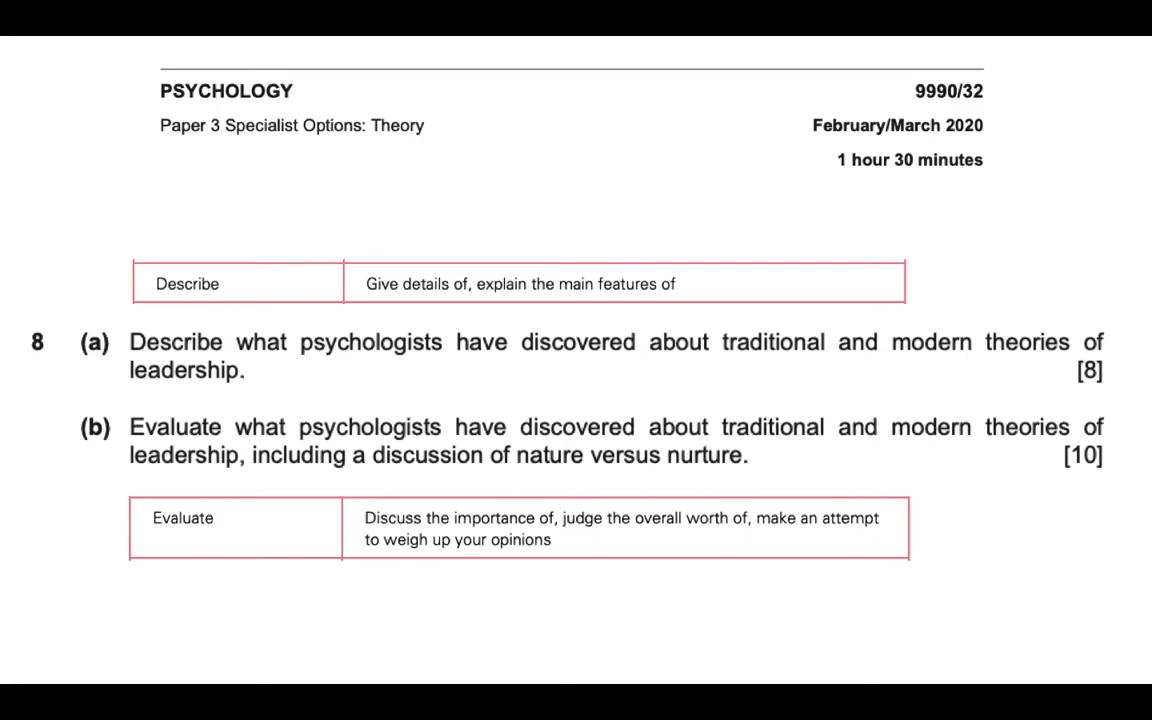 PSYCHOLOGY 9990/32
Paper 3 Specialist Options: Theory February/March 2020
1 hour 30 minutes
Describe Give details of, explain the main features of
8 (a) Describe what psychologists have discovered about traditional and modern theories of
leadership. [8]
(b) Evaluate what psychologists have discovered about traditional and modern theories of
leadership, including a discussion of nature versus nurture. [10]
Evaluate Discuss the importance of, judge the overall worth of, make an attempt
to weigh up your opinions